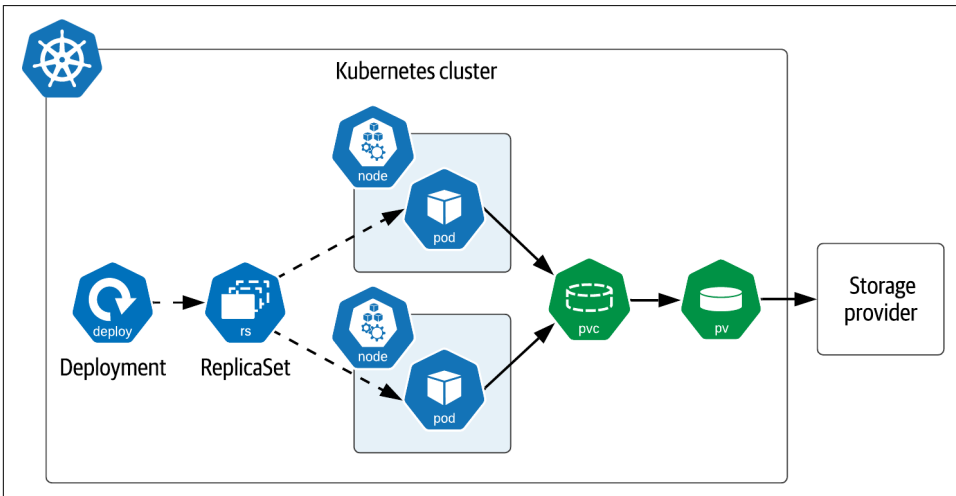 Kubernetes cluster
node
pod
deploy
Deployment
rs
ReplicaSet
node
pod
pvc
pv
Storage
provider